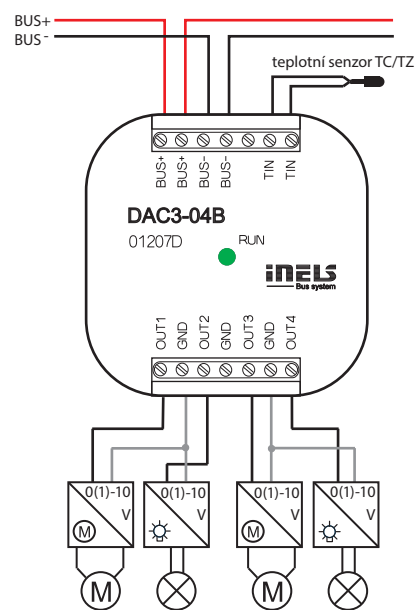 BUS+
BUS-
teplotní senzor TC/TZ
BUS+
BUS+
BUS-
BUS-
TIN
TIN
DAC3-04B
01207D
RUN
iNELS
Bus system
OUT1
GND
OUT2
GND
OUT3
GND
OUT4
0(1)-10
V
M
0(1)-10
V
0(1)-10
V
M
0(1)-10
V
M
M